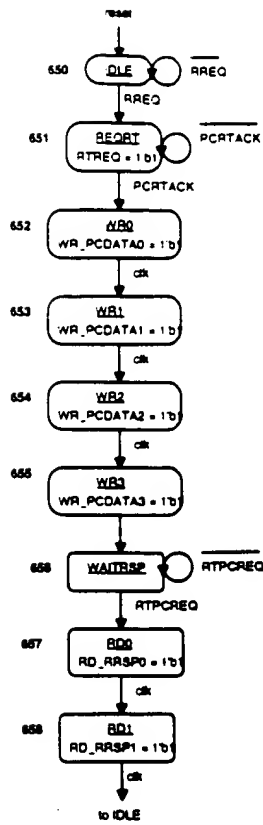 reset
650
IDLE
RREQ
RREQ
651
REQRT
RTREQ = 1'b1
PCRTACK
PCRTACK
652
WR0
WR_PCDATA0 = 1'b1
clk
653
WR1
WR_PCDATA1 = 1'b1
clk
654
WR2
WR_PCDATA2 = 1'b1
clk
655
WR3
WR_PCDATA3 = 1'b1
656
WAITRSP
RTPCREQ
RTPCREQ
657
RD0
RD_RRSP0 = 1'b1
clk
658
RD1
RD_RRSP1 = 1'b1
clk
to IDLE